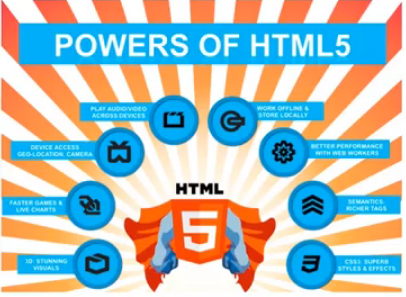 POWERS OF HTML5
PLAY AUDIO/VIDEO
ACROSS DEVICES
WORK OFFLINE &
STORE LOCALLY
DEVICE ACCESS
GEO-LOCATION, CAMERA
BETTER PERFORMANCE
WITH WEB WORKERS
HTML
5
FASTER GAMES &
LIVE CHARTS
SEMANTICS:
RICHER TAGS
3D: STUNNING
VISUALS
CSS3: SUPERB
STYLES & EFFECTS